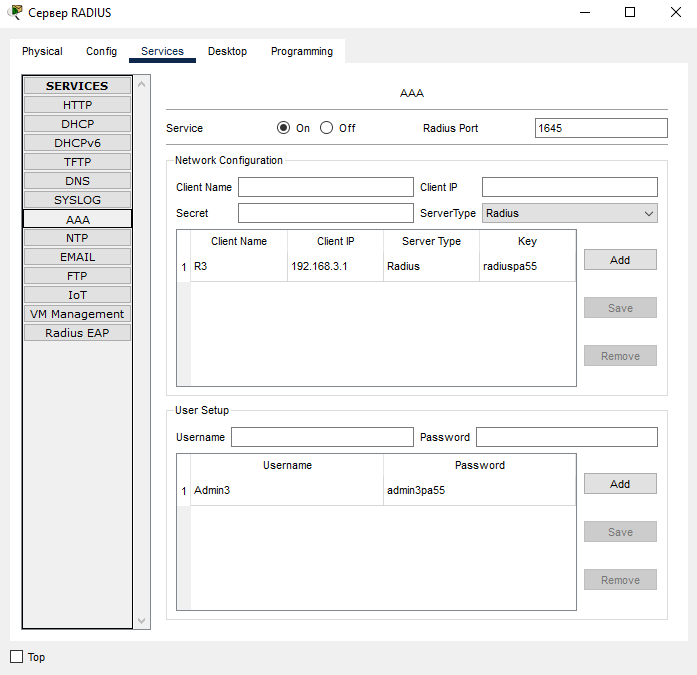 Сервер RADIUS
Physical Config Services Desktop Programming
SERVICES
HTTP
DHCP
DHCPv6
TFTP
DNS
SYSLOG
AAA
NTP
EMAIL
FTP
IoT
VM Management
Radius EAP
AAA
Service On Off Radius Port 1645
Network Configuration
Client Name Client IP
Secret ServerType Radius
Client Name Client IP Server Type Key
1 R3 192.168.3.1 Radius radiuspa55
Add
Save
Remove
User Setup
Username Password
Username Password
1 Admin3 admin3pa55
Add
Save
Remove
Top